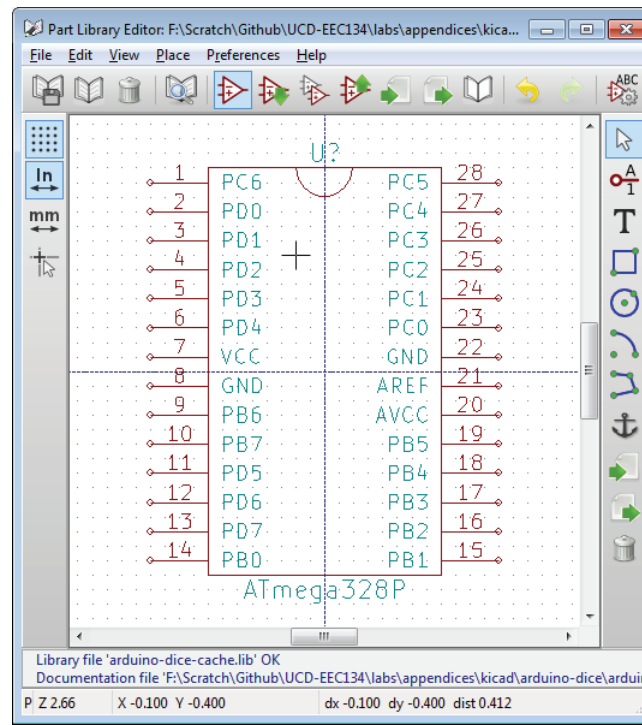 Part Library Editor: F:\Scratch\Github\UCD-EEC134\labs\appendices\kicad...
File Edit View Place Preferences Help
ABC
In
mm
A
1
T
U?
1 PC6 PC5 28
2 PD0 PC4 27
3 PD1 PC3 26
4 PD2 PC2 25
5 PD3 PC1 24
6 PD4 PC0 23
7 VCC GND 22
8 GND AREF 21
9 PB6 AVCC 20
10 PB7 PB5 19
11 PD5 PB4 18
12 PD6 PB3 17
13 PD7 PB2 16
14 PB0 PB1 15
ATmega328P
Library file 'arduino-dice-cache.lib' OK
Documentation file 'F:\Scratch\Github\UCD-EEC134\labs\appendices\kicad\arduino-dice\arduin
P Z 2.66 X -0.100 Y -0.400 dx -0.100 dy -0.400 dist 0.412